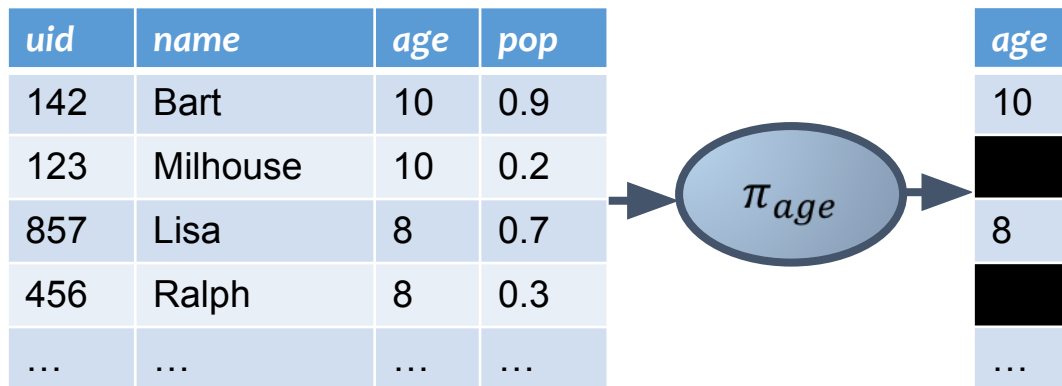 uid name age pop
142 Bart 10 0.9
123 Milhouse 10 0.2
857 Lisa 8 0.7
456 Ralph 8 0.3
… … … …
π age
age
10
8
…